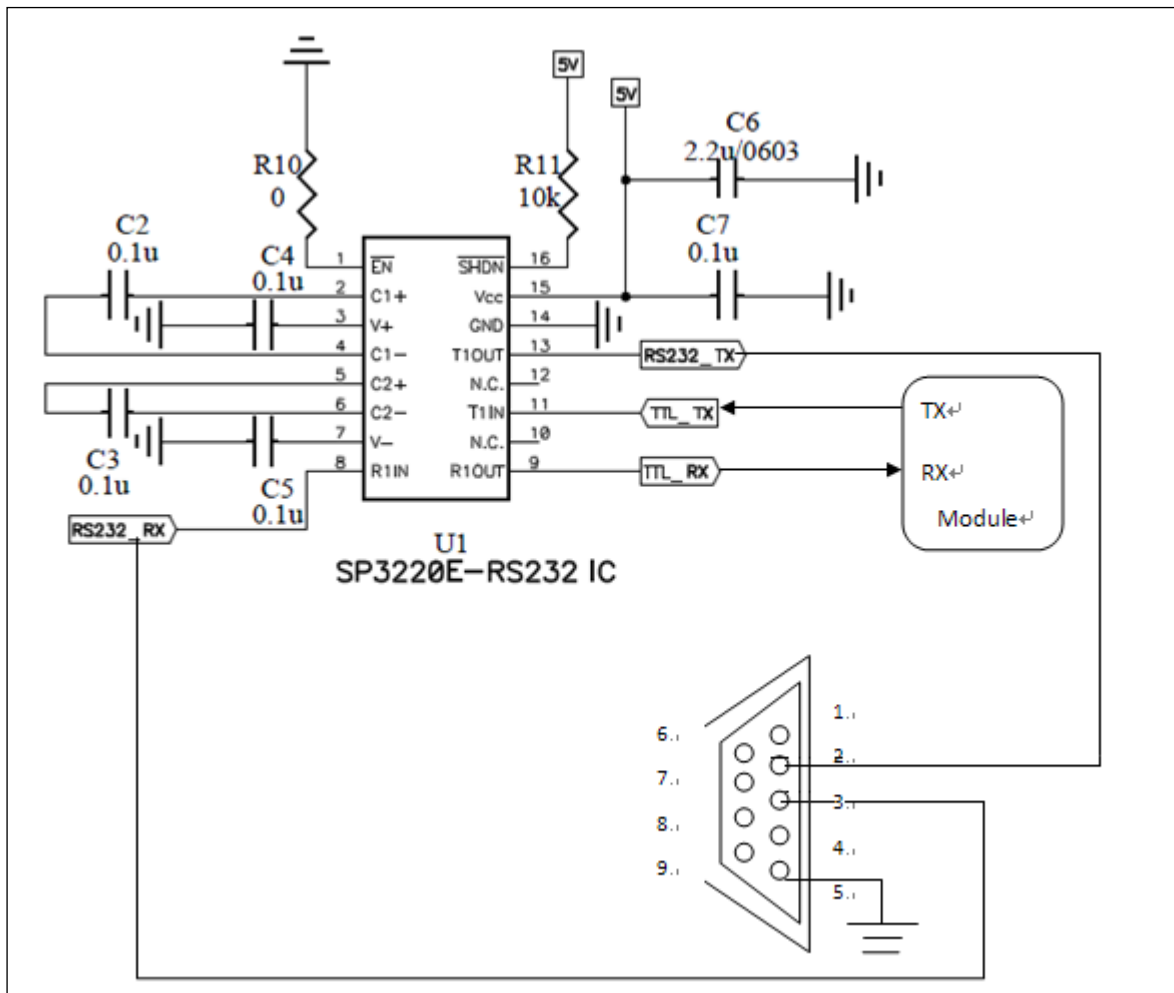 5V
5V
C6
2.2u/0603
R10
0
R11
10k
C7
0.1u
C2
0.1u
C4
0.1u
1 EN SHDN 16
2 C1+ Vcc 15
3 V+ GND 14
4 C1- T1OUT 13 RS232_TX
5 C2+ N.C. 12
6 C2- T1IN 11 TTL_TX TX↵
7 V- N.C. 10
8 R1IN R1OUT 9 TTL_RX RX↵
Module↵
C3
0.1u
C5
0.1u
RS232_RX
U1
SP3220E-RS232 IC
1.
6. 2.
7. 3.
8. 4.
9. 5.